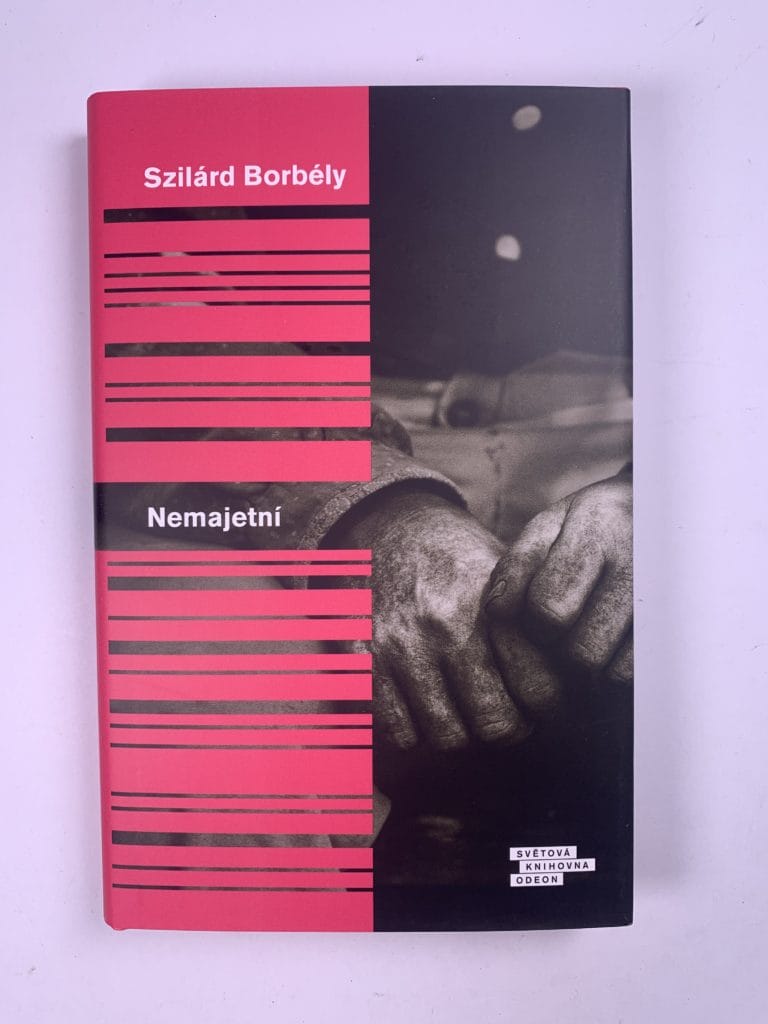 Szilárd Borbély
Nemajetní
SVĚTOVÁ
KNIHOVNA
ODEON